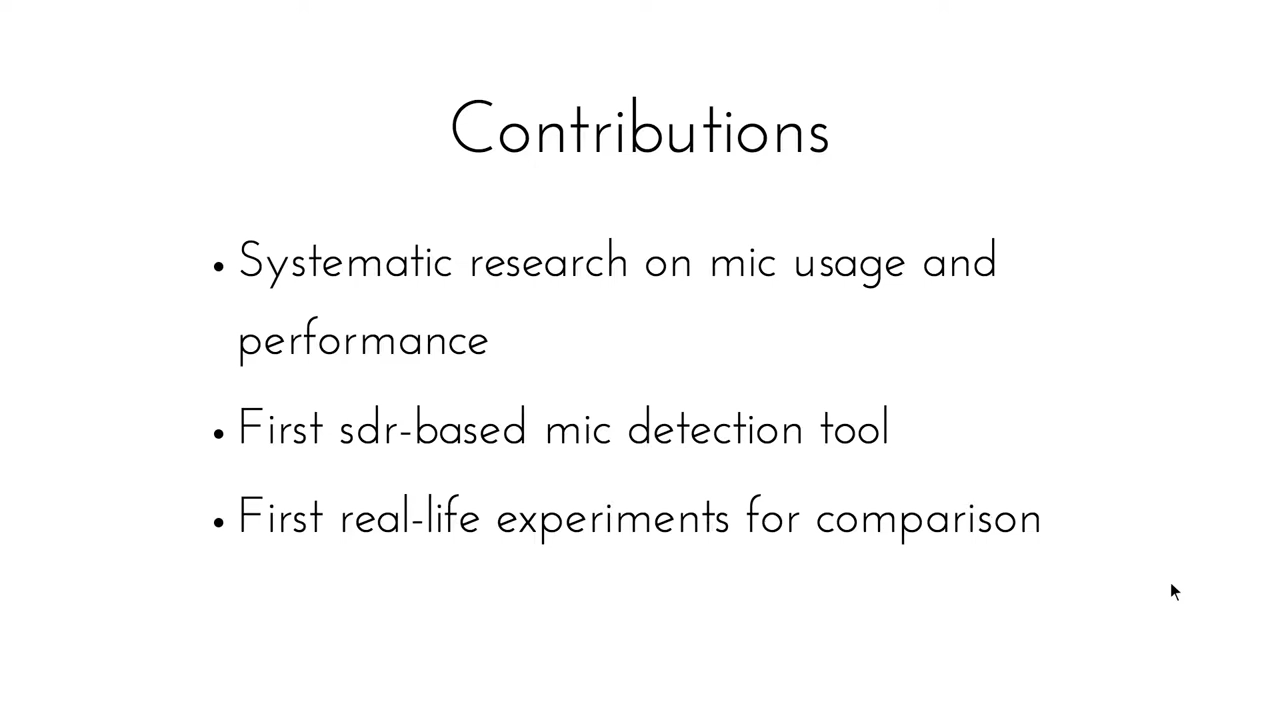 Contributions
• Systematic research on mic usage and
performance
• First sdr-based mic detection tool
• First real-life experiments for comparison